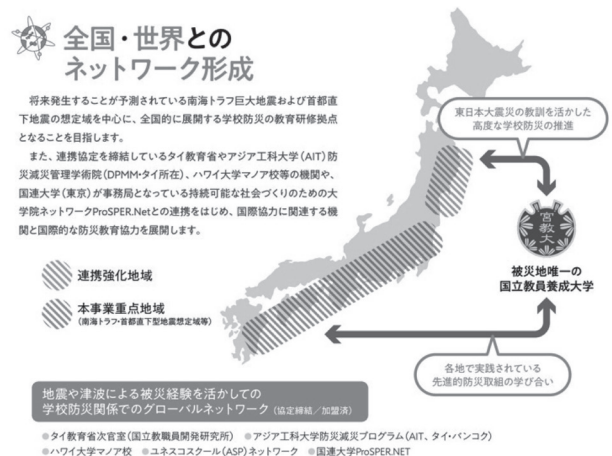 全国・世界との
ネットワーク形成
将来発生することが予測されている南海トラフ巨大地震および首都直
下地震の想定域を中心に、全国的に展開する学校防災の教育研修拠点
となることを目指します。
また、連携協定を締結しているタイ教育省やアジア工科大学(AIT)防
災減災管理学術院(DPMM・タイ所在)、ハワイ大学マノア校等の機関や、
国連大学(東京)が事務局となっている持続可能な社会づくりのための大
学院ネットワークProSPER.Netとの連携をはじめ、国際協力に関連する機
関と国際的な防災教育協力を展開します。
連携強化地域
本事業重点地域
(南海トラフ・首都直下型地震想定域等)
東日本大震災の教訓を活かした
高度な学校防災の推進
宮教大
被災地唯一の
国立教員養成大学
各地で実践されている
先進的防災取組の学び合い
地震や津波による被災経験を活かしての
学校防災関係でのグローバルネットワーク(協定締結/加盟済)
●タイ教育省次官室(国立教職員開発研究所) ●アジア工科大学防災減災プログラム(AIT、タイ・バンコク)
●ハワイ大学マノア校 ●ユネスコスクール(ASP)ネットワーク ●国連大学ProSPER.NET